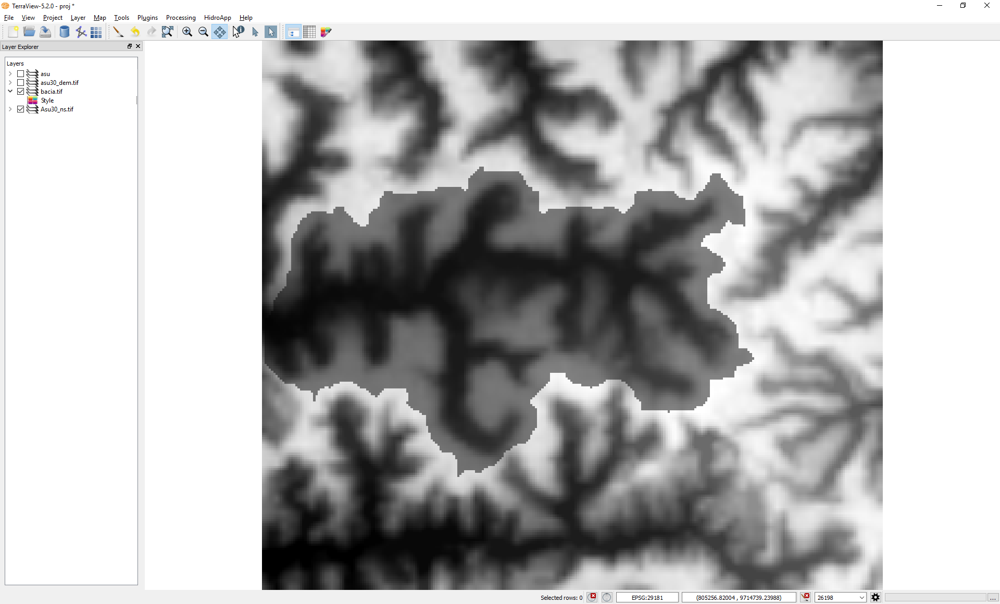 TerraView-5.2.0 - proj *
File View Project Layer Map Tools Plugins Processing HidroApp Help
Layer Explorer
Layers
asu
asu30_dem.tif
bacia.tif
Style
Asu30_ns.tif
Selected rows: 0 EPSG:29181 (805256.82004 , 9714739.23988) 26198 ...